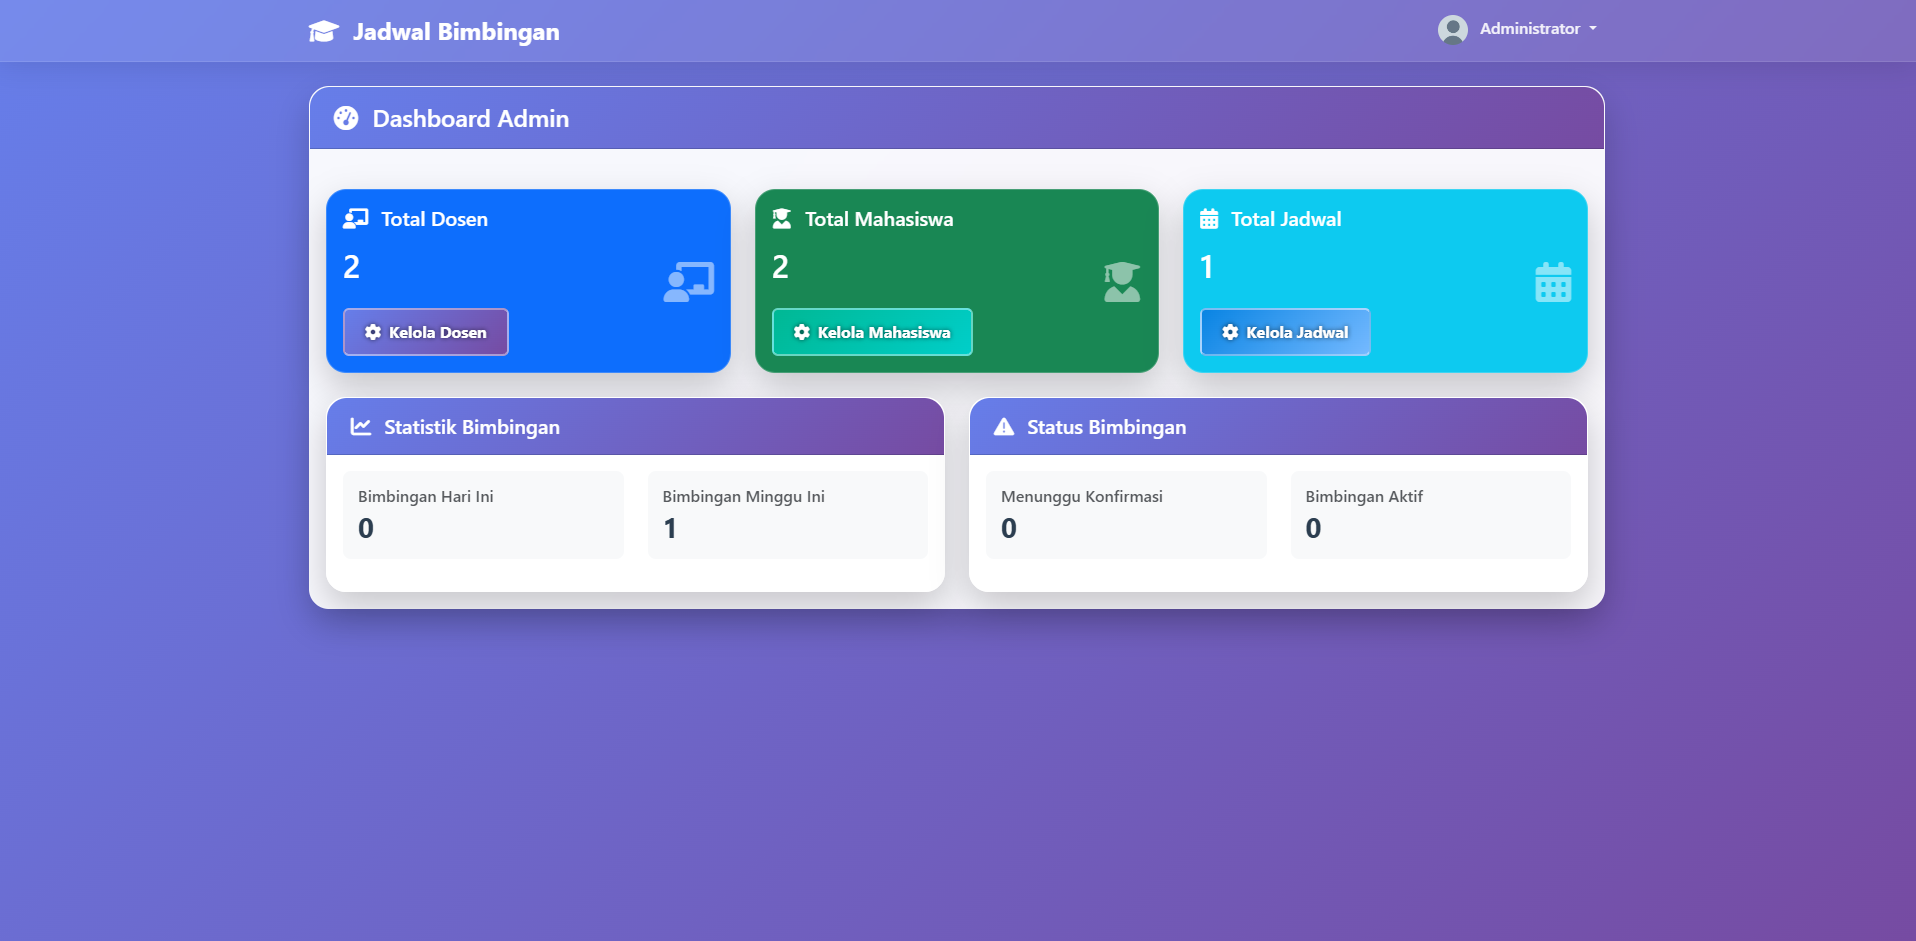 Jadwal Bimbingan
Administrator
Dashboard Admin
Total Dosen
2
Kelola Dosen
Total Mahasiswa
2
Kelola Mahasiswa
Total Jadwal
1
Kelola Jadwal
Statistik Bimbingan
Bimbingan Hari Ini
0
Bimbingan Minggu Ini
1
Status Bimbingan
Menunggu Konfirmasi
0
Bimbingan Aktif
0